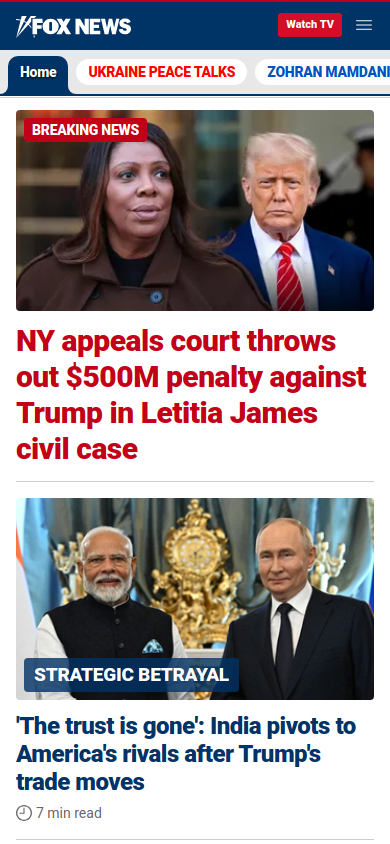 FOX NEWS
Watch TV
Home
UKRAINE PEACE TALKS
ZOHRAN MAMDANI
BREAKING NEWS
NY appeals court throws
out $500M penalty against
Trump in Letitia James
civil case
STRATEGIC BETRAYAL
'The trust is gone': India pivots to
America's rivals after Trump's
trade moves
7 min read